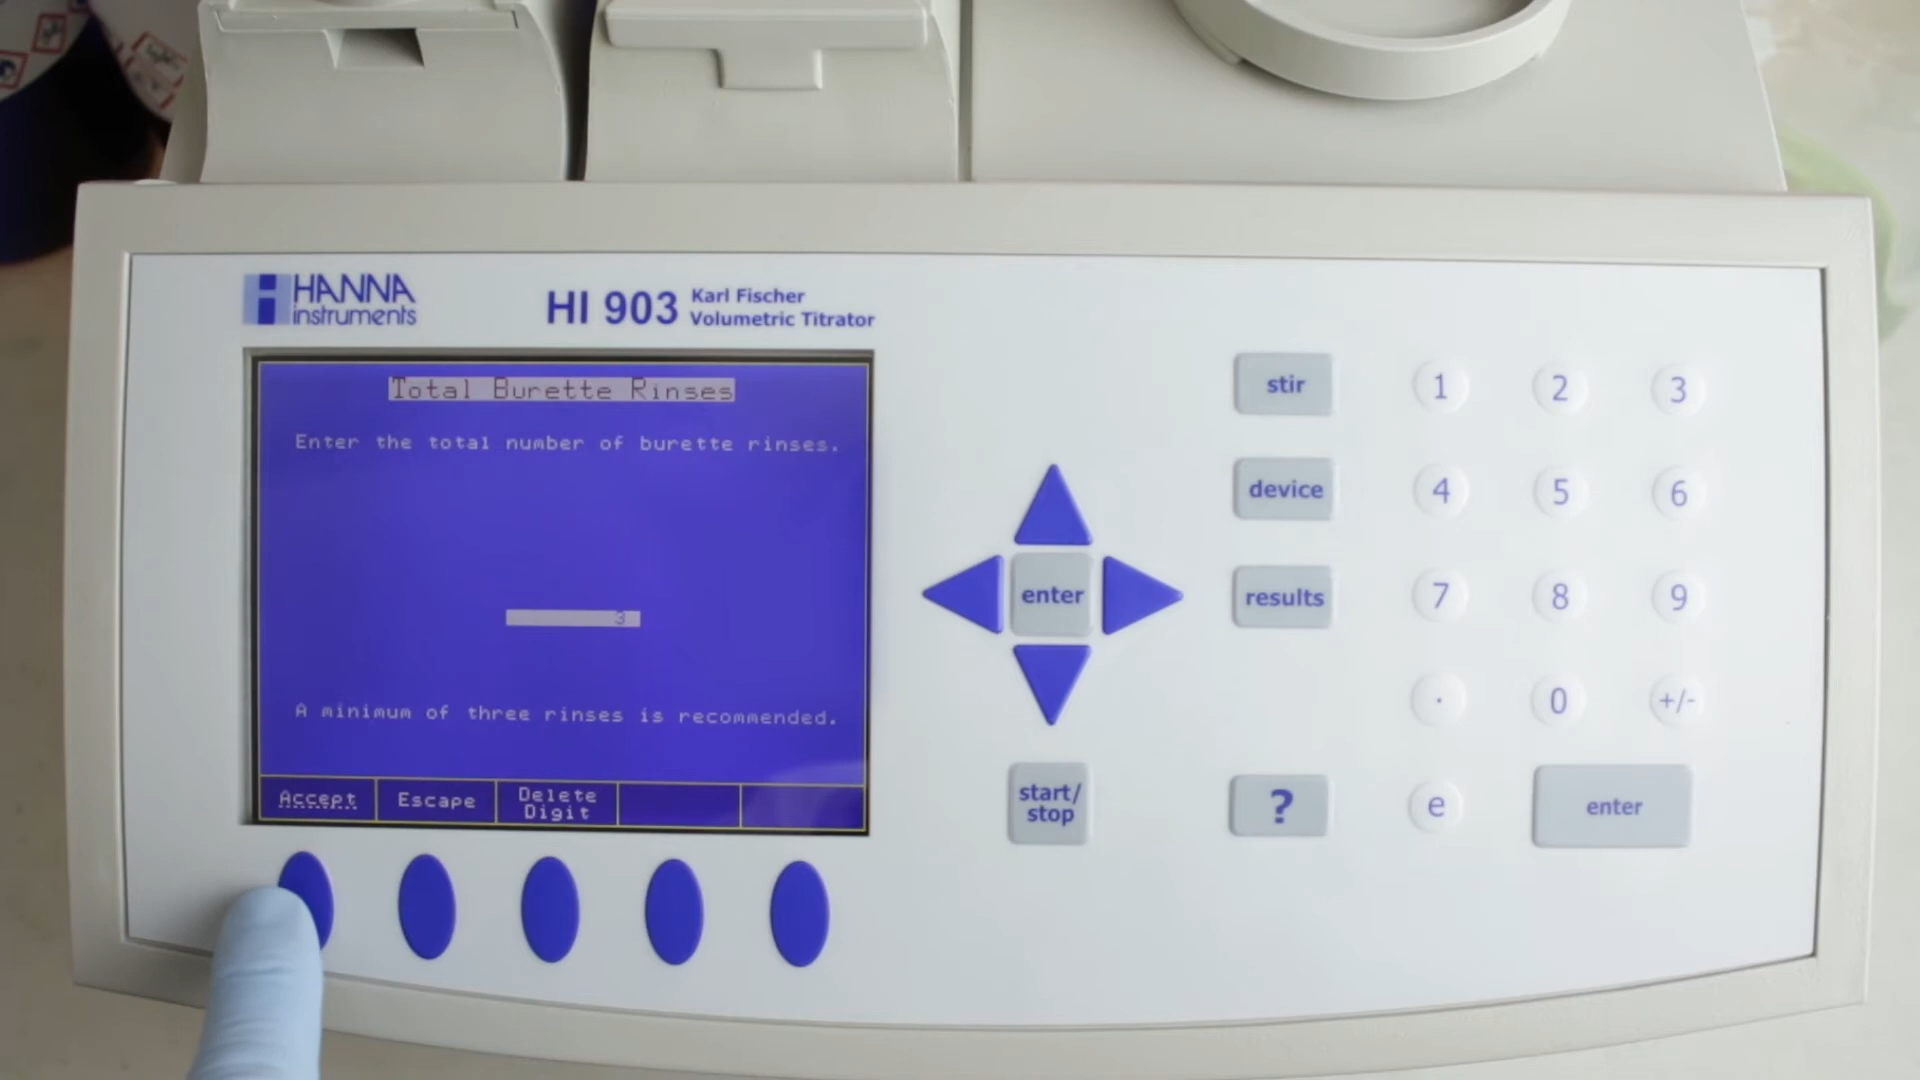 HANNA
instruments
HI 903
Karl Fischer
Volumetric Titrator
Total Burette Rinses
Enter the total number of burette rinses.
3
A minimum of three rinses is recommended.
Accept
Escape
Delete
Digit
enter
start/
stop
stir
device
results
?
1 2 3
4 5 6
7 8 9
. 0 +/-
e
enter